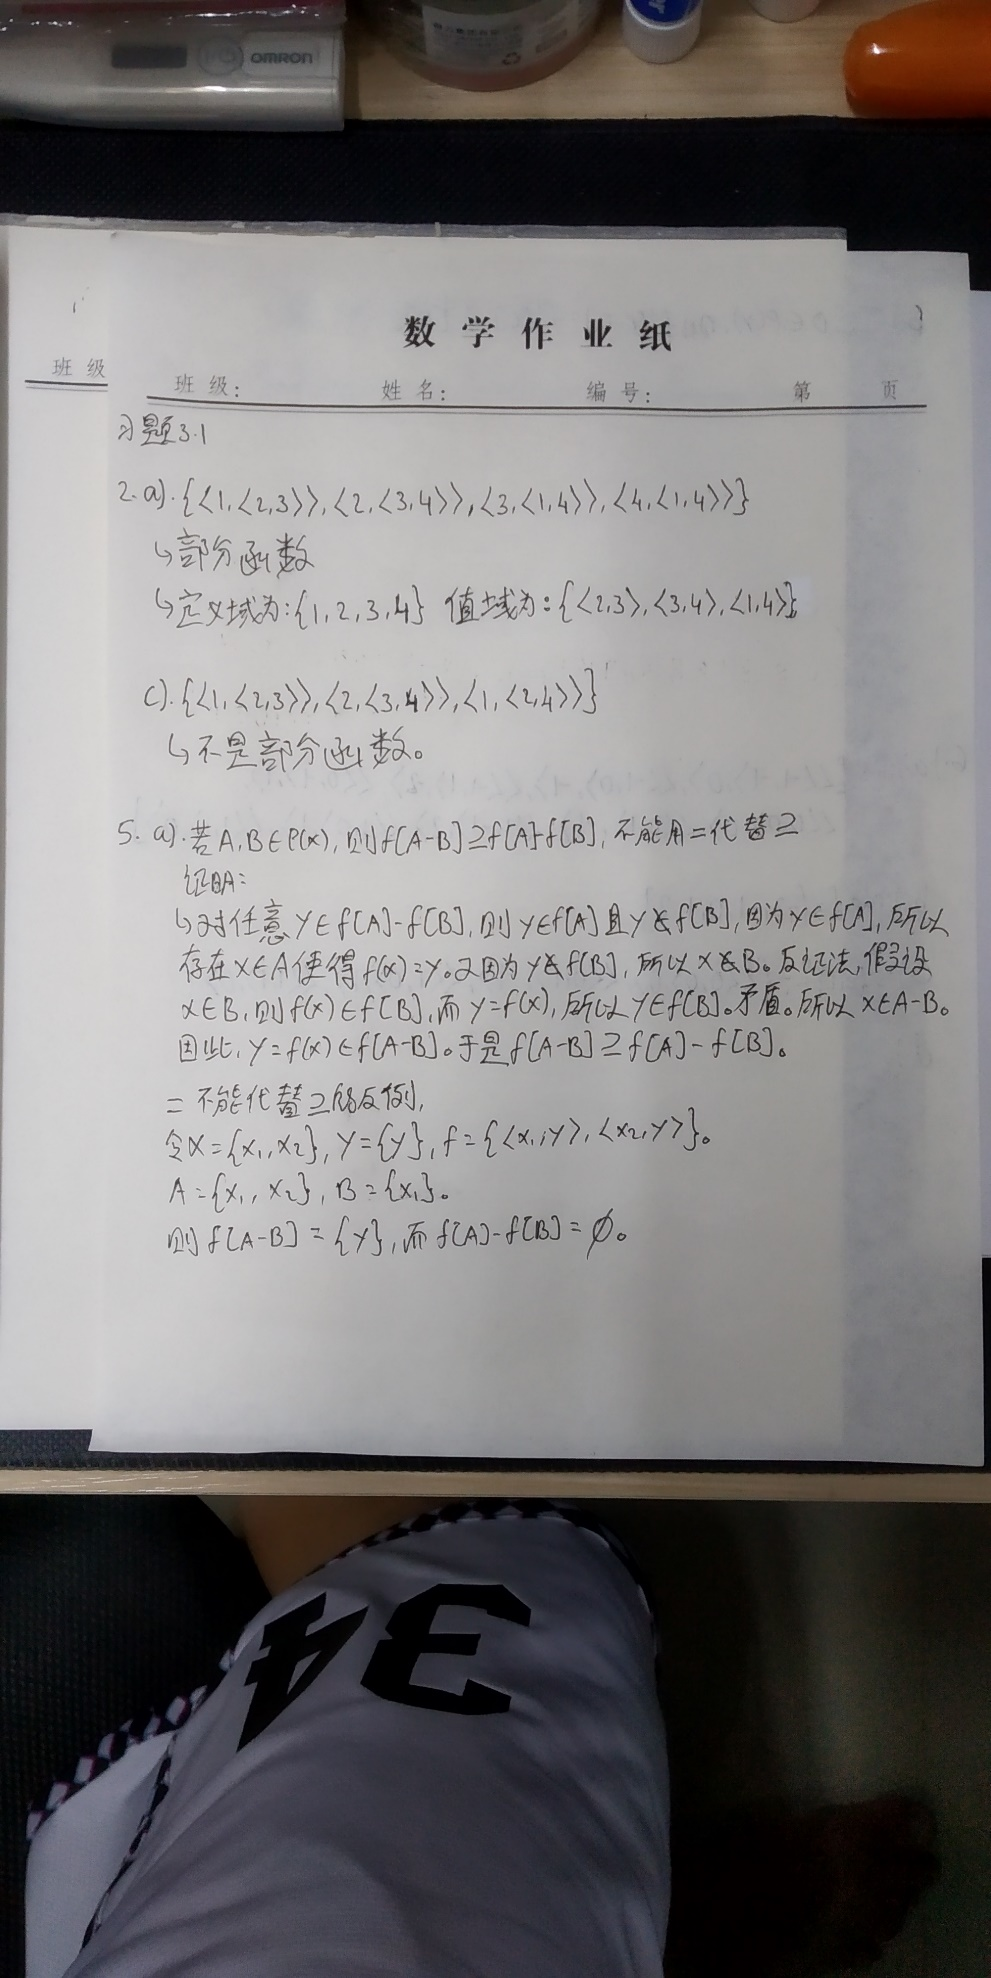 OMRON
数学作业纸
班级
班级: 姓名: 编号: 第 页
习题3.1
2. a). {<1,<2,3>>,<2,<3,4>>,<3,<1,4>>,<4,<1,4>>}
↳部分函数
↳定义域为:{1,2,3,4} 值域为:{<2,3>,<3,4>,<1,4>}
c). {<1,<2,3>>,<2,<3,4>>,<1,<2,4>>}
↳不是部分函数。
5. a). 若A,B∈P(X), 则f[A-B]⊇f[A]-f[B], 不能用=代替⊇
证明:
↳对任意y∈f[A]-f[B], 则y∈f[A]且y∉f[B], 因为y∈f[A], 所以
存在x∈A使得f(x)=y。又因为y∉f[B], 所以x∉B。反证法, 假设
x∈B, 则f(x)∈f[B], 而y=f(x), 所以y∈f[B]。矛盾。所以x∈A-B。
因此, y=f(x)∈f[A-B]。于是f[A-B]⊇f[A]-f[B]。
=不能代替⊇的反例,
令X={x₁,x₂}, Y={y}, f={<x₁,y>,<x₂,y>}。
A={x₁,x₂}, B={x₁}。
则f[A-B]={y}, 而f[A]-f[B]=∅。